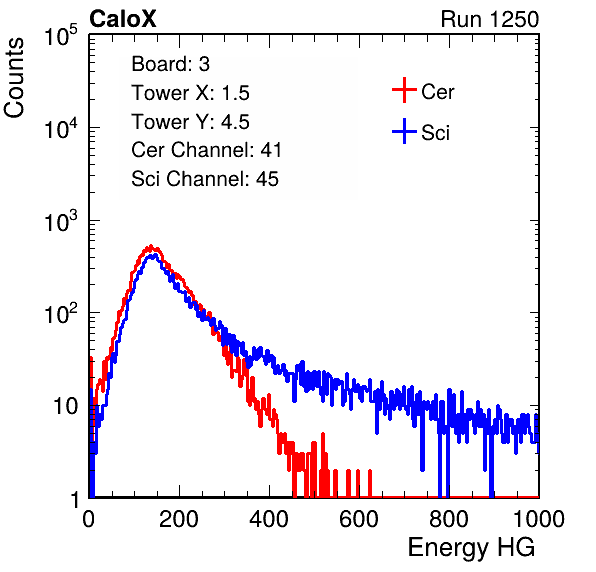 CaloX Run 1250
Counts
Board: 3
Tower X: 1.5
Tower Y: 4.5
Cer Channel: 41
Sci Channel: 45
Cer
Sci
10^5
10^4
10^3
10^2
10
1
0 200 400 600 800 1000
Energy HG